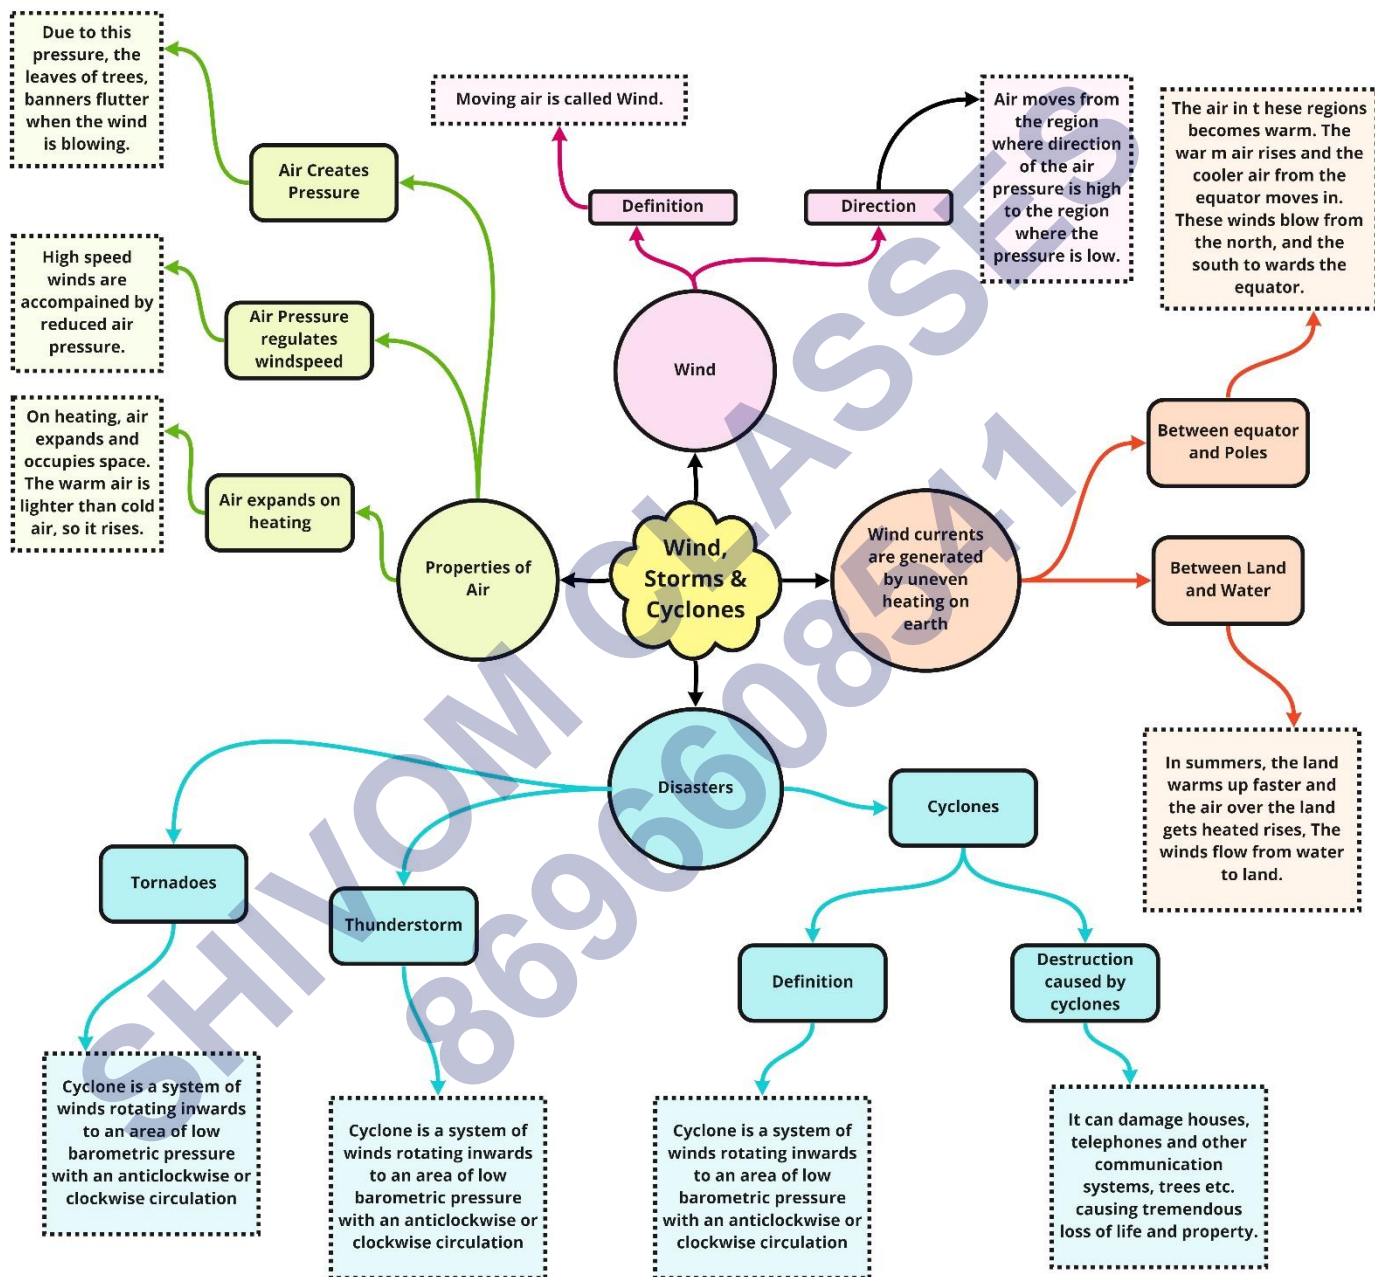 Due to this
pressure, the
leaves of trees,
banners flutter
when the wind
is blowing.
Air Creates
Pressure
High speed
winds are
accompained by
reduced air
pressure.
Air Pressure
regulates
windspeed
On heating, air
expands and
occupies space.
The warm air is
lighter than cold
air, so it rises.
Air expands on
heating
Properties of
Air
Moving air is called Wind.
Definition
Direction
Air moves from
the region
where direction
of the air
pressure is high
to the region
where the
pressure is low.
Wind
Wind,
Storms &
Cyclones
The air in t hese regions
becomes warm. The
war m air rises and the
cooler air from the
equator moves in.
These winds blow from
the north, and the
south to wards the
equator.
Between equator
and Poles
Wind currents
are generated
by uneven
heating on
earth
Between Land
and Water
In summers, the land
warms up faster and
the air over the land
gets heated rises, The
winds flow from water
to land.
Disasters
Tornadoes
Cyclone is a system of
winds rotating inwards
to an area of low
barometric pressure
with an anticlockwise or
clockwise circulation
Thunderstorm
Cyclone is a system of
winds rotating inwards
to an area of low
barometric pressure
with an anticlockwise or
clockwise circulation
Cyclones
Definition
Cyclone is a system of
winds rotating inwards
to an area of low
barometric pressure
with an anticlockwise or
clockwise circulation
Destruction
caused by
cyclones
It can damage houses,
telephones and other
communication
systems, trees etc.
causing tremendous
loss of life and property.
SHIVOM CLASSES
8696608541